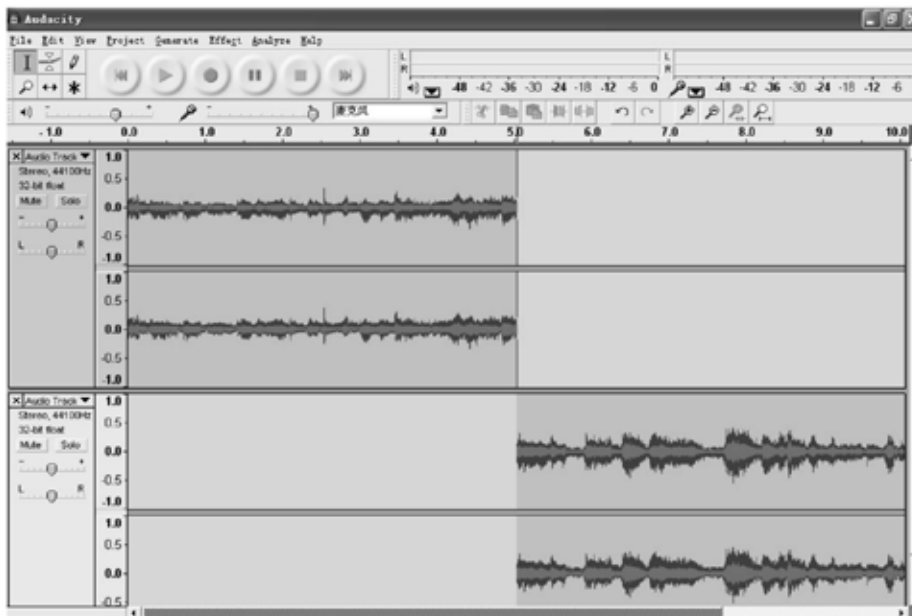 Audacity
File Edit View Project Generate Effect Analyze Help
L
R
-48 -42 -36 -30 -24 -18 -12 -6 0
L
R
-48 -42 -36 -30 -24 -18 -12 -6
麦克风
- 1.0 0.0 1.0 2.0 3.0 4.0 5.0 6.0 7.0 8.0 9.0 10.0
X Audio Track
Stereo, 44100Hz
32-bit float
Mute Solo
- +
L R
1.0
0.5
0.0
-0.5
-1.0
1.0
0.5
0.0
-0.5
-1.0
X Audio Track
Stereo, 44100Hz
32-bit float
Mute Solo
- +
L R
1.0
0.5
0.0
-0.5
-1.0
1.0
0.5
0.0
-0.5